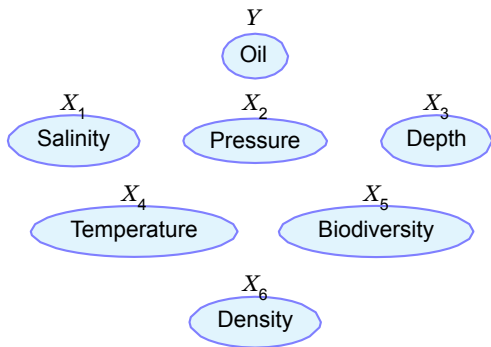 Y
Oil
X1 X2 X3
Salinity Pressure Depth
X4 X5
Temperature Biodiversity
X6
Density